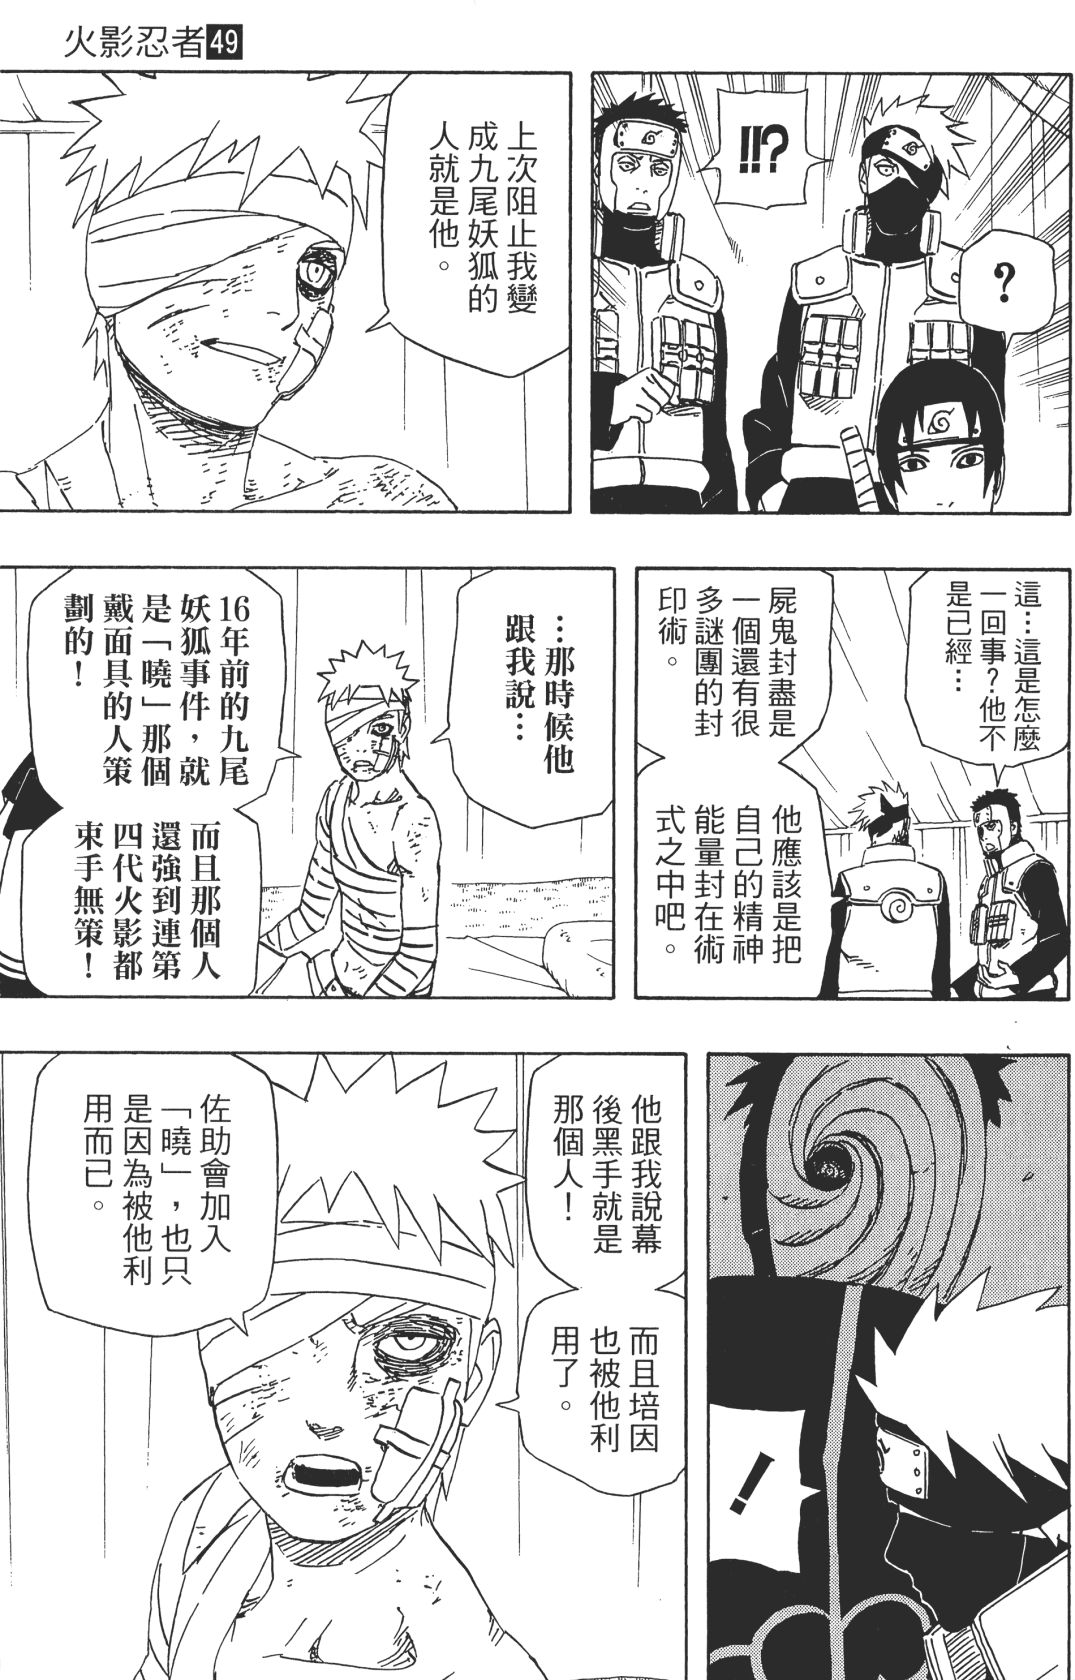 火影忍者49
!!?
?
上次阻止我變
成九尾妖狐的
人就是他。
這…這是怎麼
一回事?他不
是已經…
屍鬼封盡是
一個還有很
多謎團的封
印術。
他應該是把
自己的精神
能量封在術
式之中吧。
…那時候他
跟我說…
16年前的九尾
妖狐事件，就
是「曉」那個
戴面具的人策
劃的！
而且那個人
還強到連第
四代火影都
束手無策！
!
他跟我說幕
後黑手就是
那個人！
而且培因
也被他利
用了。
佐助會加入
「曉」，也只
是因為被他利
用而已。